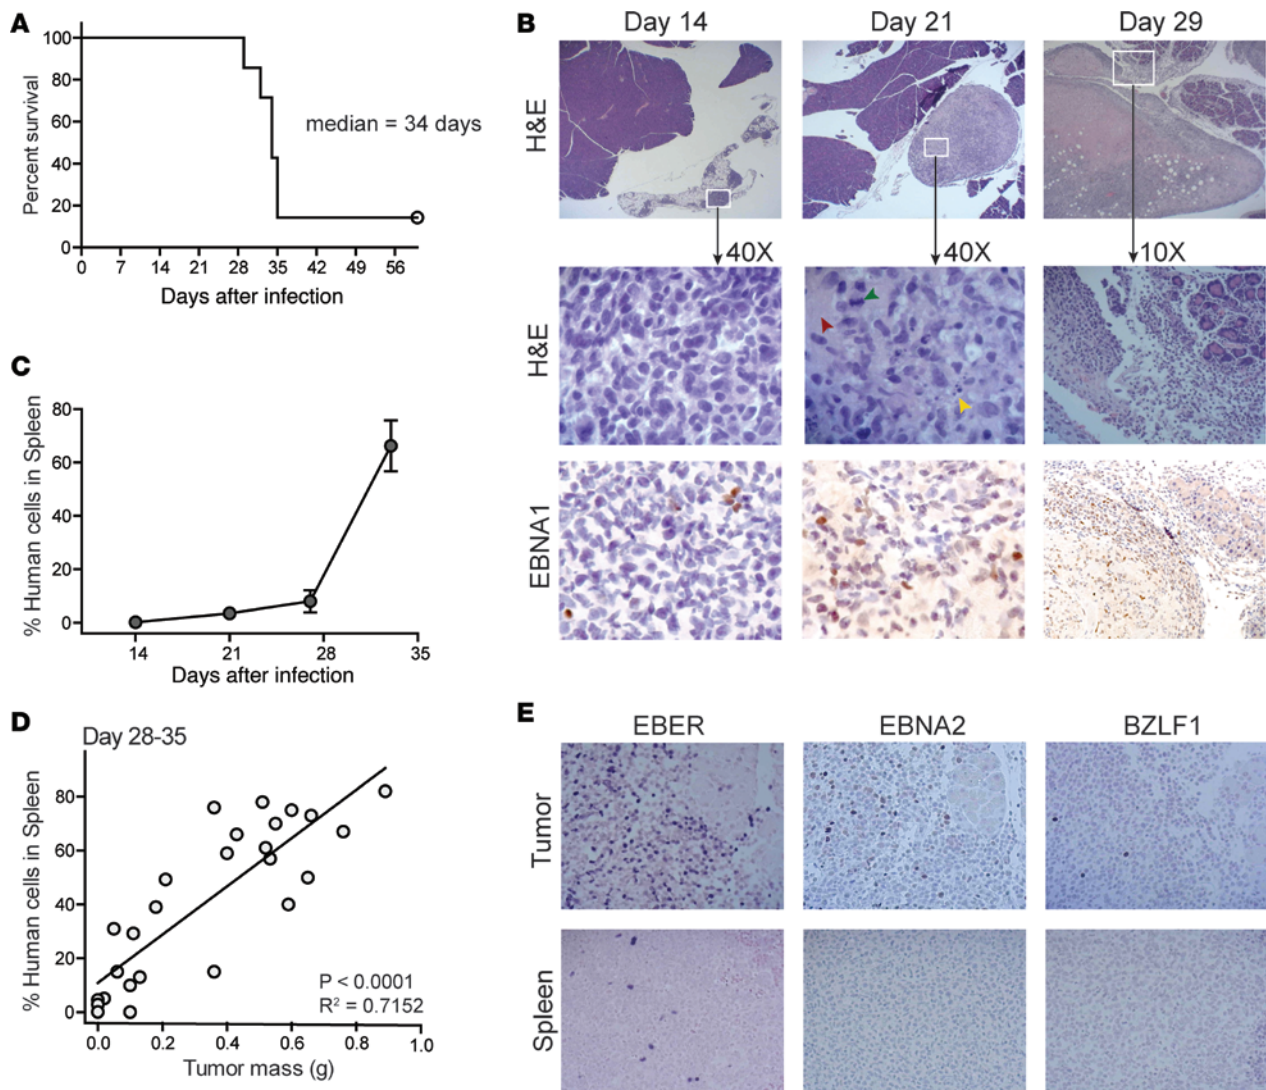 A
100
80
60
40
20
0
Percent survival
median = 34 days
0 7 14 21 28 35 42 49 56
Days after infection
B
Day 14 Day 21 Day 29
H&E
40X 40X 10X
H&E
EBNA1
C
80
60
40
20
0
% Human cells in Spleen
14 21 28 35
Days after infection
D
Day 28-35
80
60
40
20
0
% Human cells in Spleen
P < 0.0001
R² = 0.7152
0.0 0.2 0.4 0.6 0.8 1.0
Tumor mass (g)
E
EBER EBNA2 BZLF1
Tumor
Spleen